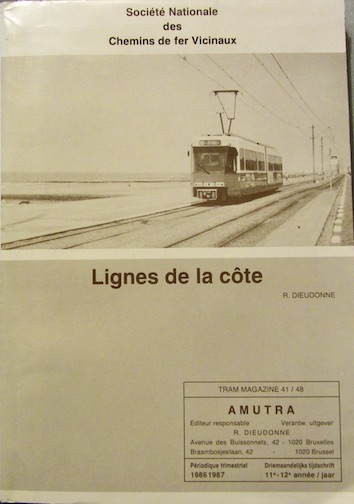 Société Nationale
des
Chemins de fer Vicinaux
Lignes de la côte
R. DIEUDONNE
TRAM MAGAZINE 41 / 48
AMUTRA
Editeur responsable Verantw. uitgever
R. DIEUDONNE
Avenue des Buissonnets, 42 - 1020 Bruxelles
Braambosjeslaan, 42 - 1020 Brussel
Périodique trimestriel Driemaandelijks tijdschrift
1986 1987 11e-12e année / jaar